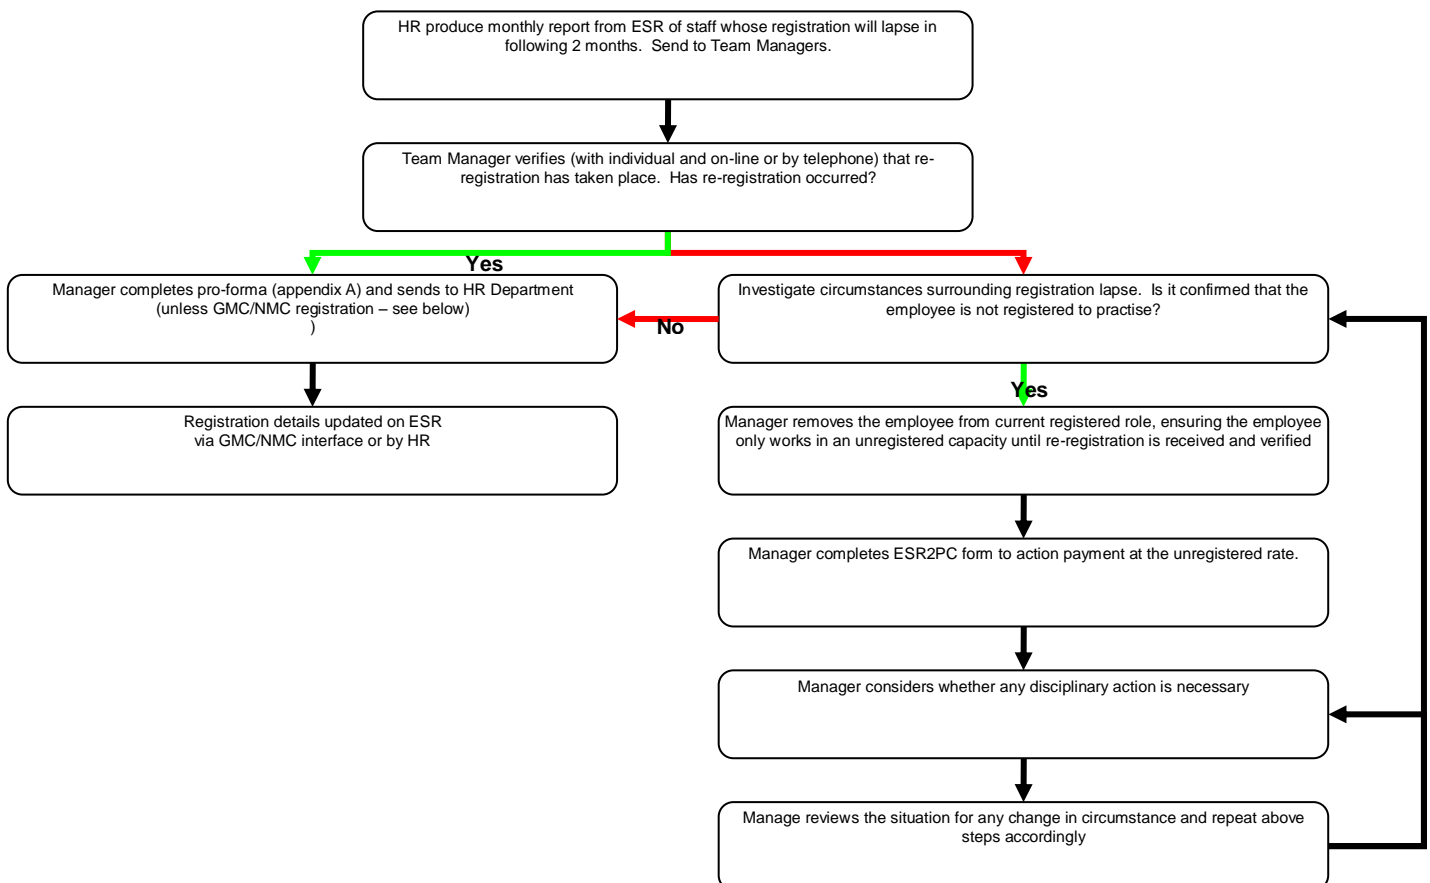 HR produce monthly report from ESR of staff whose registration will lapse in
following 2 months.  Send to Team Managers.
Team Manager verifies (with individual and on-line or by telephone) that re-
registration has taken place.  Has re-registration occurred?
Yes
Manager completes pro-forma (appendix A) and sends to HR Department
(unless GMC/NMC registration – see below)
)
Investigate circumstances surrounding registration lapse.  Is it confirmed that the
employee is not registered to practise?
No
Yes
Registration details updated on ESR
via GMC/NMC interface or by HR
Manager removes the employee from current registered role, ensuring the employee
only works in an unregistered capacity until re-registration is received and verified
Manager completes ESR2PC form to action payment at the unregistered rate.
Manager considers whether any disciplinary action is necessary
Manage reviews the situation for any change in circumstance and repeat above
steps accordingly